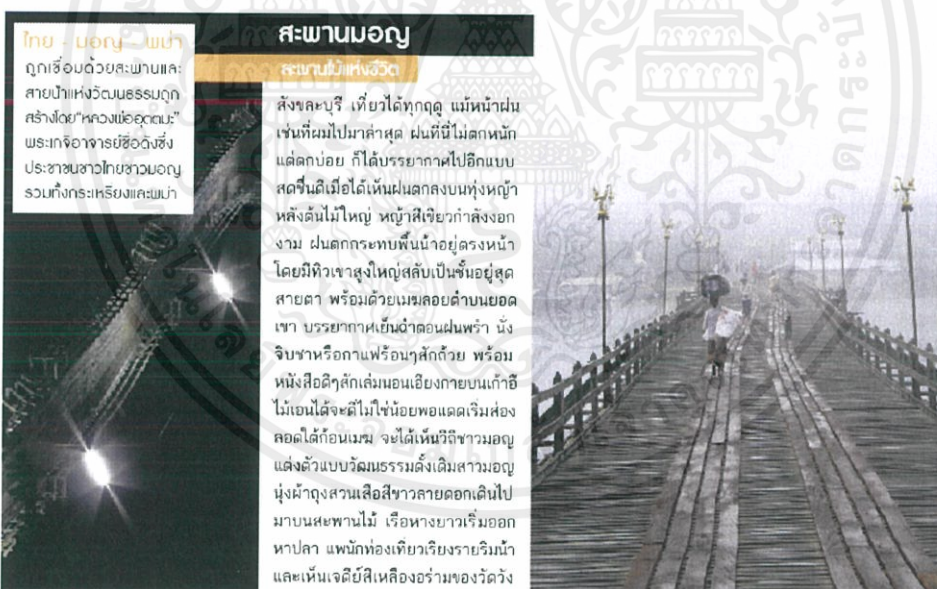 ไทย - มอญ - พม่า
ถูกเชื่อมด้วยสะพานและ
สายน้ำแห่งวัฒนธรรมถูก
สร้างโดย"หลวงพ่ออุตตมะ"
พระเกจิอาจารย์ชื่อดังซึ่ง
ประชาชนชาวไทยชาวมอญ
รวมทั้งกระเหรี่ยงและพม่า
สะพานมอญ
สะพานไม้แห่งชีวิต
สังขละบุรี เที่ยวได้ทุกฤดู แม้หน้าฝน
เช่นที่ผมไปมาล่าสุด ฝนที่นี่ไม่ตกหนัก
แต่ตกบ่อย ก็ได้บรรยากาศไปอีกแบบ
สดชื่นดีเมื่อได้เห็นฝนตกลงบนทุ่งหญ้า
หลังต้นไม้ใหญ่ หญ้าสีเขียวกำลังงอก
งาม ฝนตกกระทบพื้นน้ำอยู่ตรงหน้า
โดยมีทิวเขาสูงใหญ่สลับเป็นชั้นอยู่สุด
สายตา พร้อมด้วยเมฆลอยต่ำบนยอด
เขา บรรยากาศเย็นฉ่ำตอนฝนพรำ นั่ง
จิบชาหรือกาแฟร้อนๆสักถ้วย พร้อม
หนังสือดีๆสักเล่มนอนเอียงกายบนเก้าอี้
ไม้เอนได้จะดีไม่ใช่น้อยพอแดดเริ่มส่อง
ลอดใต้ก้อนเมฆ จะได้เห็นวิถีชาวมอญ
แต่งตัวแบบวัฒนธรรมดั้งเดิมสาวมอญ
นุ่งผ้าถุงสวมเสื้อสีขาวลายดอกเดินไป
มาบนสะพานไม้ เรือหางยาวเริ่มออก
หาปลา แพนักท่องเที่ยวเรียงรายริมน้ำ
และเห็นเจดีย์สีเหลืองอร่ามของวัดวัง